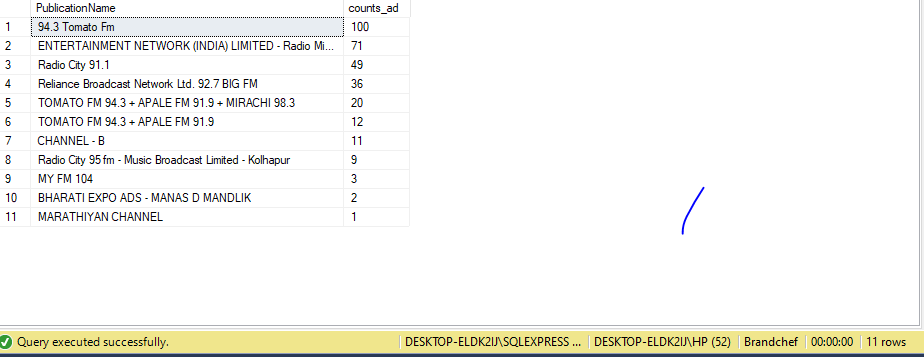 PublicationName counts_ad
1 94.3 Tomato Fm 100
2 ENTERTAINMENT NETWORK (INDIA) LIMITED - Radio Mi... 71
3 Radio City 91.1 49
4 Reliance Broadcast Network Ltd. 92.7 BIG FM 36
5 TOMATO FM 94.3 + APALE FM 91.9 + MIRACHI 98.3 20
6 TOMATO FM 94.3 + APALE FM 91.9 12
7 CHANNEL - B 11
8 Radio City 95 fm - Music Broadcast Limited - Kolhapur 9
9 MY FM 104 3
10 BHARATI EXPO ADS - MANAS D MANDLIK 2
11 MARATHIYAN CHANNEL 1
Query executed successfully. DESKTOP-ELDK2IJ\SQLEXPRESS ... DESKTOP-ELDK2IJ\HP (52) Brandchef 00:00:00 11 rows